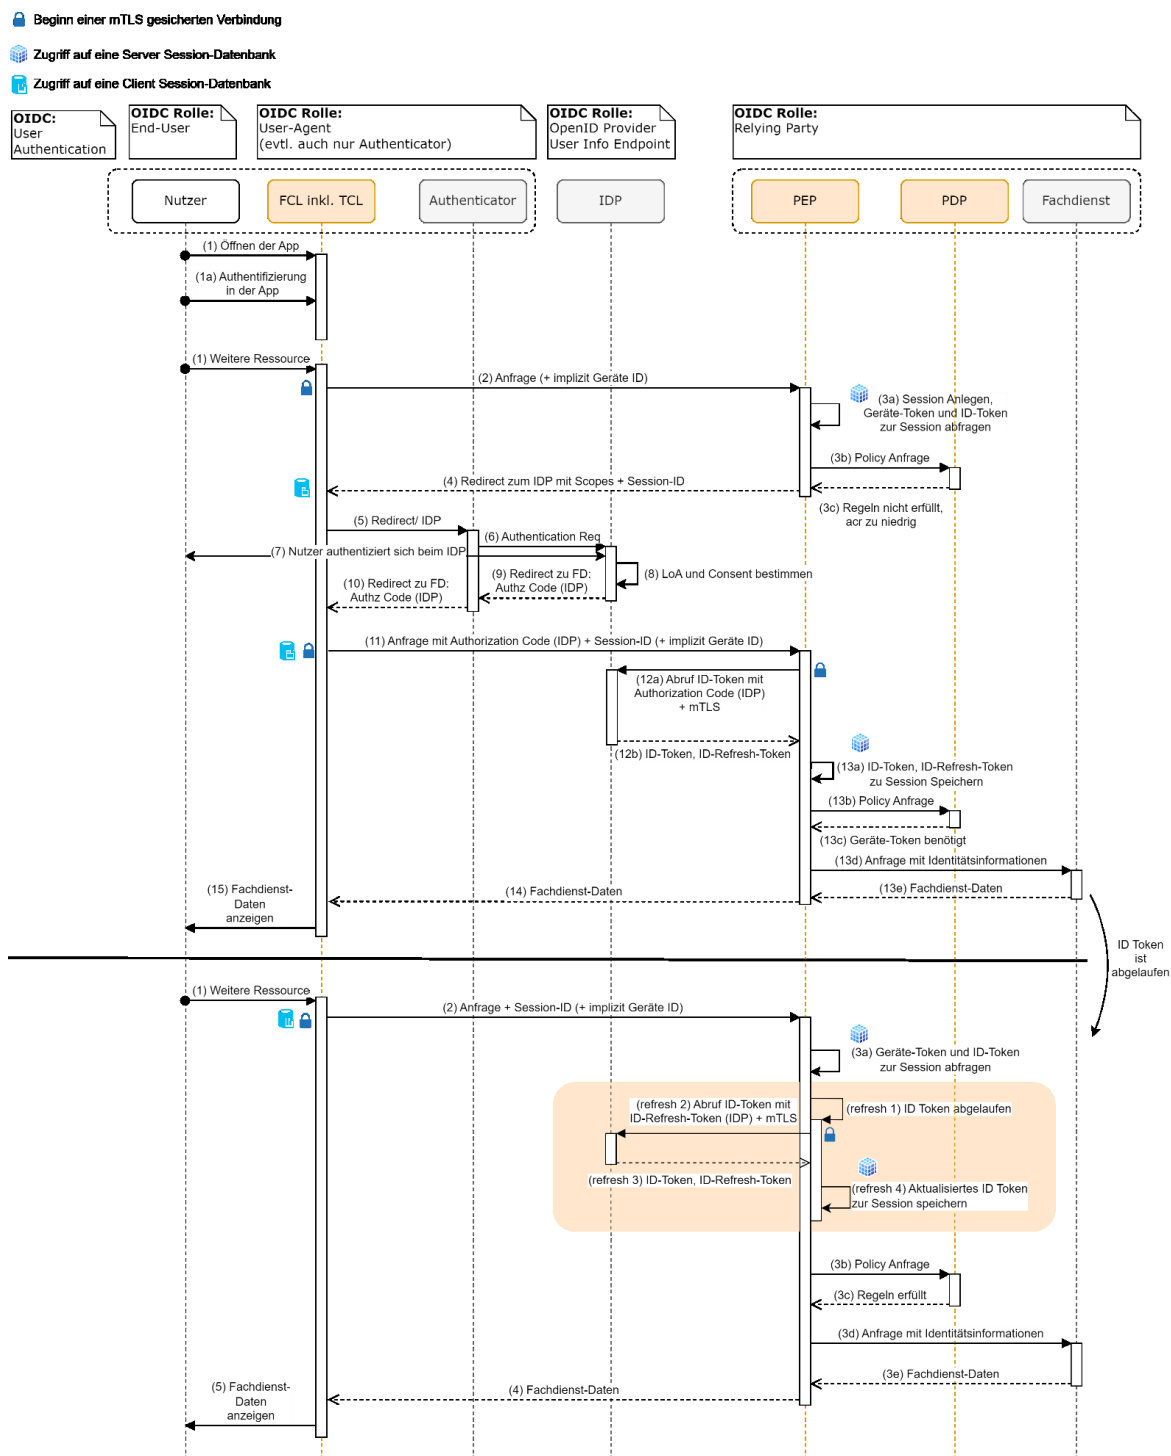 Beginn einer mTLS gesicherten Verbindung
Zugriff auf eine Server Session-Datenbank
Zugriff auf eine Client Session-Datenbank
OIDC:
User
Authentication
OIDC Rolle:
End-User
OIDC Rolle:
User-Agent
(evtl. auch nur Authenticator)
OIDC Rolle:
OpenID Provider
User Info Endpoint
OIDC Rolle:
Relying Party
Nutzer
FCL inkl. TCL
Authenticator
IDP
PEP
PDP
Fachdienst
(1) Öffnen der App
(1a) Authentifizierung
in der App
(1) Weitere Ressource
(2) Anfrage (+ implizit Geräte ID)
(3a) Session Anlegen,
Geräte-Token und ID-Token
zur Session abfragen
(3b) Policy Anfrage
(4) Redirect zum IDP mit Scopes + Session-ID
(3c) Regeln nicht erfüllt,
acr zu niedrig
(5) Redirect/ IDP
(6) Authentication Req
(7) Nutzer authentiziert sich beim IDP
(8) LoA und Consent bestimmen
(9) Redirect zu FD:
Authz Code (IDP)
(10) Redirect zu FD:
Authz Code (IDP)
(11) Anfrage mit Authorization Code (IDP) + Session-ID (+ implizit Geräte ID)
(12a) Abruf ID-Token mit
Authorization Code (IDP)
+ mTLS
(12b) ID-Token, ID-Refresh-Token
(13a) ID-Token, ID-Refresh-Token
zu Session Speichern
(13b) Policy Anfrage
(13c) Geräte-Token benötigt
(13d) Anfrage mit Identitätsinformationen
(13e) Fachdienst-Daten
(14) Fachdienst-Daten
(15) Fachdienst-
Daten
anzeigen
ID Token
ist
abgelaufen
(1) Weitere Ressource
(2) Anfrage + Session-ID (+ implizit Geräte ID)
(3a) Geräte-Token und ID-Token
zur Session abfragen
(refresh 1) ID Token abgelaufen
(refresh 2) Abruf ID-Token mit
ID-Refresh-Token (IDP) + mTLS
(refresh 3) ID-Token, ID-Refresh-Token
(refresh 4) Aktualisiertes ID Token
zur Session speichern
(3b) Policy Anfrage
(3c) Regeln erfüllt
(3d) Anfrage mit Identitätsinformationen
(3e) Fachdienst-Daten
(4) Fachdienst-Daten
(5) Fachdienst-
Daten
anzeigen